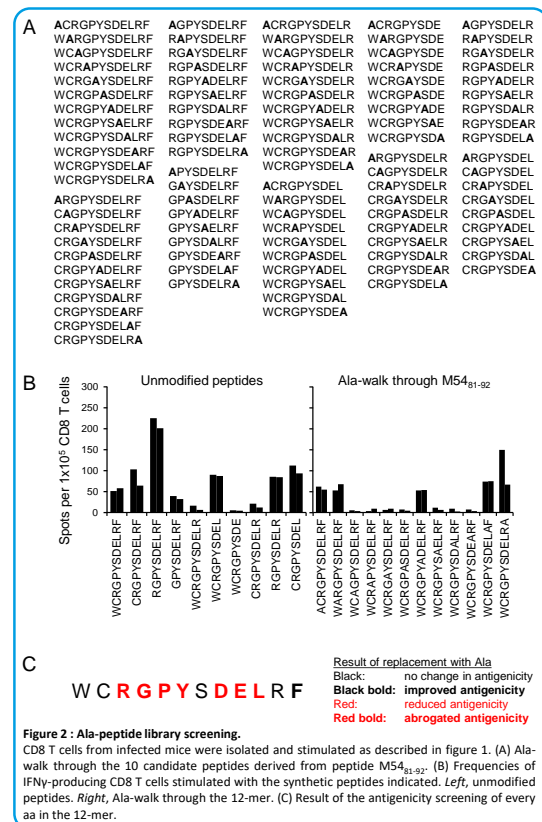 A
ACRGPYSDELRF
WARGPYSDELRF
WCAGPYSDELRF
WCRAPYSDELRF
WCRGAYSDELRF
WCRGPASDELRF
WCRGPYADELRF
WCRGPYSAELRF
WCRGPYSDALRF
WCRGPYSDEARF
WCRGPYSDELAF
WCRGPYSDELRA
ARGPYSDELRF
CAGPYSDELRF
CRAPYSDELRF
CRGAYSDELRF
CRGPASDELRF
CRGPYADELRF
CRGPYSAELRF
CRGPYSDALRF
CRGPYSDEARF
CRGPYSDELAF
CRGPYSDELRA
AGPYSDELRF
RAPYSDELRF
RGAYSDELRF
RGPASDELRF
RGPYADELRF
RGPYSAELRF
RGPYSDALRF
RGPYSDEARF
RGPYSDELAF
RGPYSDELRA
APYSDELRF
GAYSDELRF
GPASDELRF
GPYADELRF
GPYSAELRF
GPYSDALRF
GPYSDEARF
GPYSDELAF
GPYSDELRA
ACRGPYSDELR
WARGPYSDELR
WCAGPYSDELR
WCRAPYSDELR
WCRGAYSDELR
WCRGPASDELR
WCRGPYADELR
WCRGPYSAELR
WCRGPYSDALR
WCRGPYSDEAR
WCRGPYSDELA
ACRGPYSDEL
WARGPYSDEL
WCAGPYSDEL
WCRAPYSDEL
WCRGAYSDEL
WCRGPASDEL
WCRGPYADEL
WCRGPYSAEL
WCRGPYSDAL
WCRGPYSDEA
ACRGPYSDE
WARGPYSDE
WCAGPYSDE
WCRAPYSDE
WCRGAYSDE
WCRGPASDE
WCRGPYADE
WCRGPYSAE
WCRGPYSDA
ARGPYSDELR
CAGPYSDELR
CRAPYSDELR
CRGAYSDELR
CRGPASDELR
CRGPYADELR
CRGPYSAELR
CRGPYSDALR
CRGPYSDEAR
CRGPYSDELA
AGPYSDELR
RAPYSDELR
RGAYSDELR
RGPASDELR
RGPYADELR
RGPYSAELR
RGPYSDALR
RGPYSDEAR
RGPYSDELA
ARGPYSDEL
CAGPYSDEL
CRAPYSDEL
CRGAYSDEL
CRGPASDEL
CRGPYADEL
CRGPYSAEL
CRGPYSDAL
CRGPYSDEA
B
Unmodified peptides
Ala-walk through M5481-92
Spots per 1x10⁵ CD8 T cells
300
250
200
150
100
50
0
WCRGPYSDELRF
CRGPYSDELRF
RGPYSDELRF
GPYSDELRF
WCRGPYSDELR
WCRGPYSDEL
WCRGPYSDE
CRGPYSDELR
RGPYSDELR
CRGPYSDEL
ACRGPYSDELRF
WARGPYSDELRF
WCAGPYSDELRF
WCRAPYSDELRF
WCRGAYSDELRF
WCRGPASDELRF
WCRGPYADELRF
WCRGPYSAELRF
WCRGPYSDALRF
WCRGPYSDEARF
WCRGPYSDELAF
WCRGPYSDELRA
C
W C R G P Y S D E L R F
Result of replacement with Ala
Black: no change in antigenicity
Black bold: improved antigenicity
Red: reduced antigenicity
Red bold: abrogated antigenicity
Figure 2 : Ala-peptide library screening.
CD8 T cells from infected mice were isolated and stimulated as described in figure 1. (A) Ala-
walk through the 10 candidate peptides derived from peptide M5481-92. (B) Frequencies of
IFNγ-producing CD8 T cells stimulated with the synthetic peptides indicated. Left, unmodified
peptides. Right, Ala-walk through the 12-mer. (C) Result of the antigenicity screening of every
aa in the 12-mer.